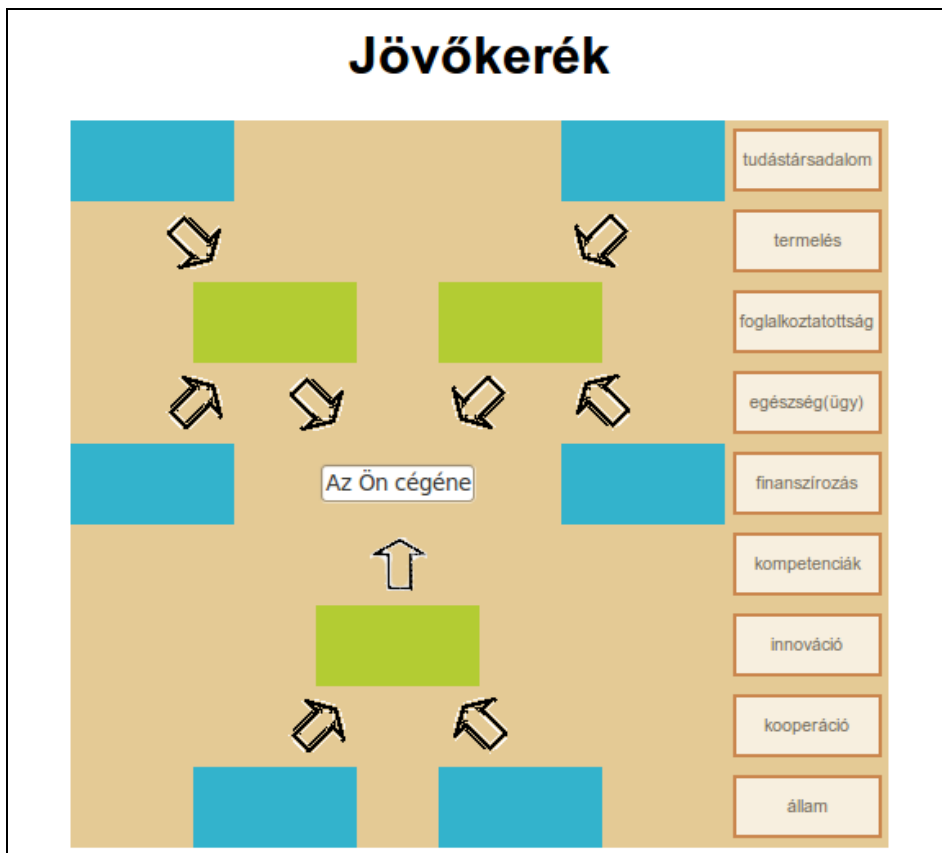 Jövőkerék
tudástársadalom
termelés
foglalkoztatottság
egészség(ügy)
Az Ön cégéne
finanszírozás
kompetenciák
innováció
kooperáció
állam